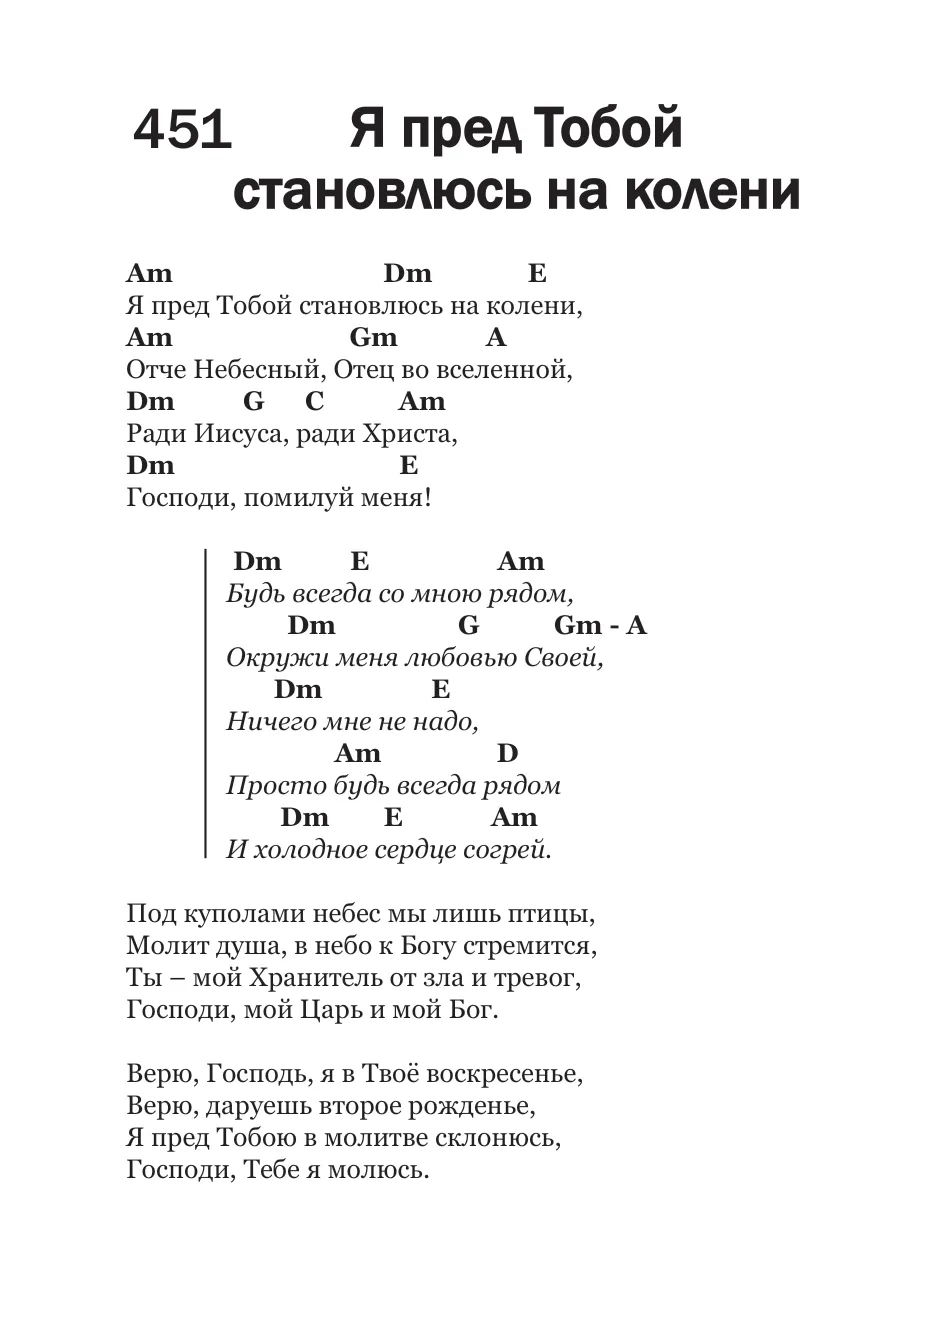 451 Я пред Тобой
становлюсь на колени
Am Dm E
Я пред Тобой становлюсь на колени,
Am Gm A
Отче Небесный, Отец во вселенной,
Dm G C Am
Ради Иисуса, ради Христа,
Dm E
Господи, помилуй меня!
Dm E Am
Будь всегда со мною рядом,
Dm G Gm - A
Окружи меня любовью Своей,
Dm E
Ничего мне не надо,
Am D
Просто будь всегда рядом
Dm E Am
И холодное сердце согрей.
Под куполами небес мы лишь птицы,
Молит душа, в небо к Богу стремится,
Ты – мой Хранитель от зла и тревог,
Господи, мой Царь и мой Бог.
Верю, Господь, я в Твоё воскресенье,
Верю, даруешь второе рожденье,
Я пред Тобою в молитве склонюсь,
Господи, Тебе я молюсь.